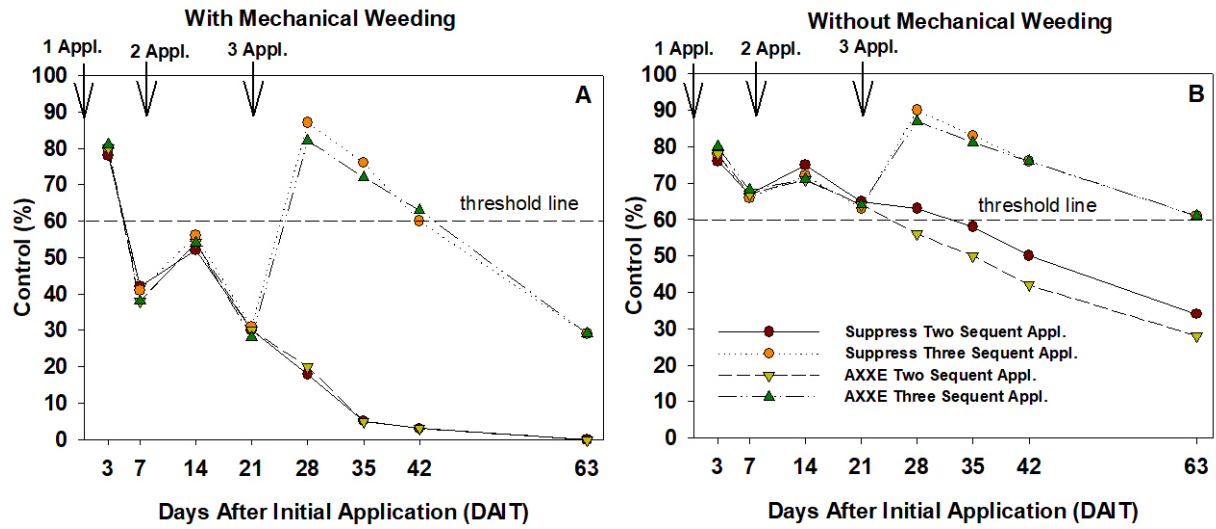 With Mechanical Weeding
1 Appl.
2 Appl.
3 Appl.
A
100
90
80
70
60
50
40
30
20
10
0
Control (%)
threshold line
3 7 14 21 28 35 42 63
Days After Initial Application (DAIT)
Without Mechanical Weeding
1 Appl.
2 Appl.
3 Appl.
B
100
90
80
70
60
50
40
30
20
10
0
Control (%)
threshold line
Suppress Two Sequent Appl.
Suppress Three Sequent Appl.
AXXE Two Sequent Appl.
AXXE Three Sequent Appl.
3 7 14 21 28 35 42 63
Days After Initial Application (DAIT)